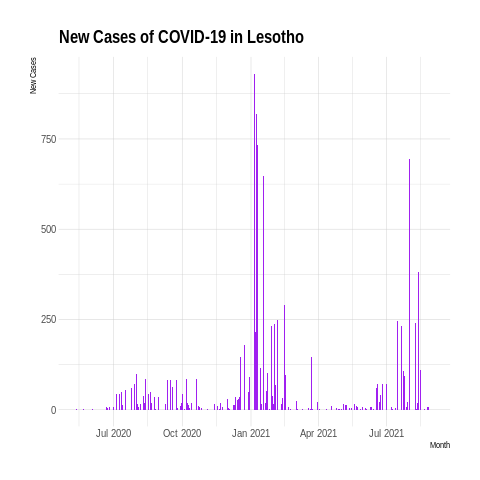 New Cases of COVID-19 in Lesotho
New Cases
750
500
250
0
Jul 2020 Oct 2020 Jan 2021 Apr 2021 Jul 2021
Month